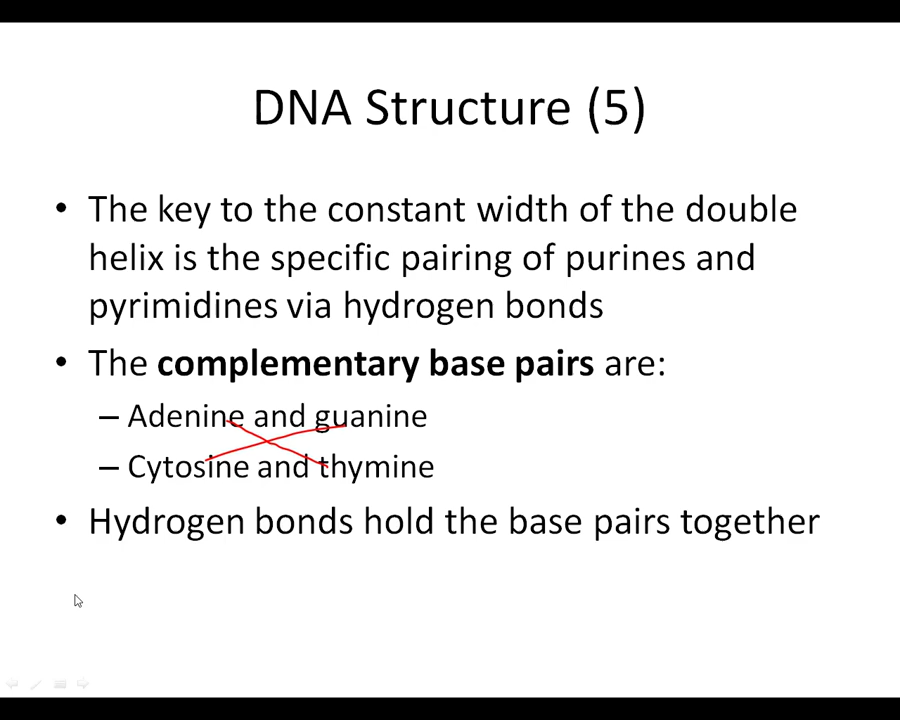 DNA Structure (5)
• The key to the constant width of the double
helix is the specific pairing of purines and
pyrimidines via hydrogen bonds
• The complementary base pairs are:
– Adenine and guanine
– Cytosine and thymine
• Hydrogen bonds hold the base pairs together